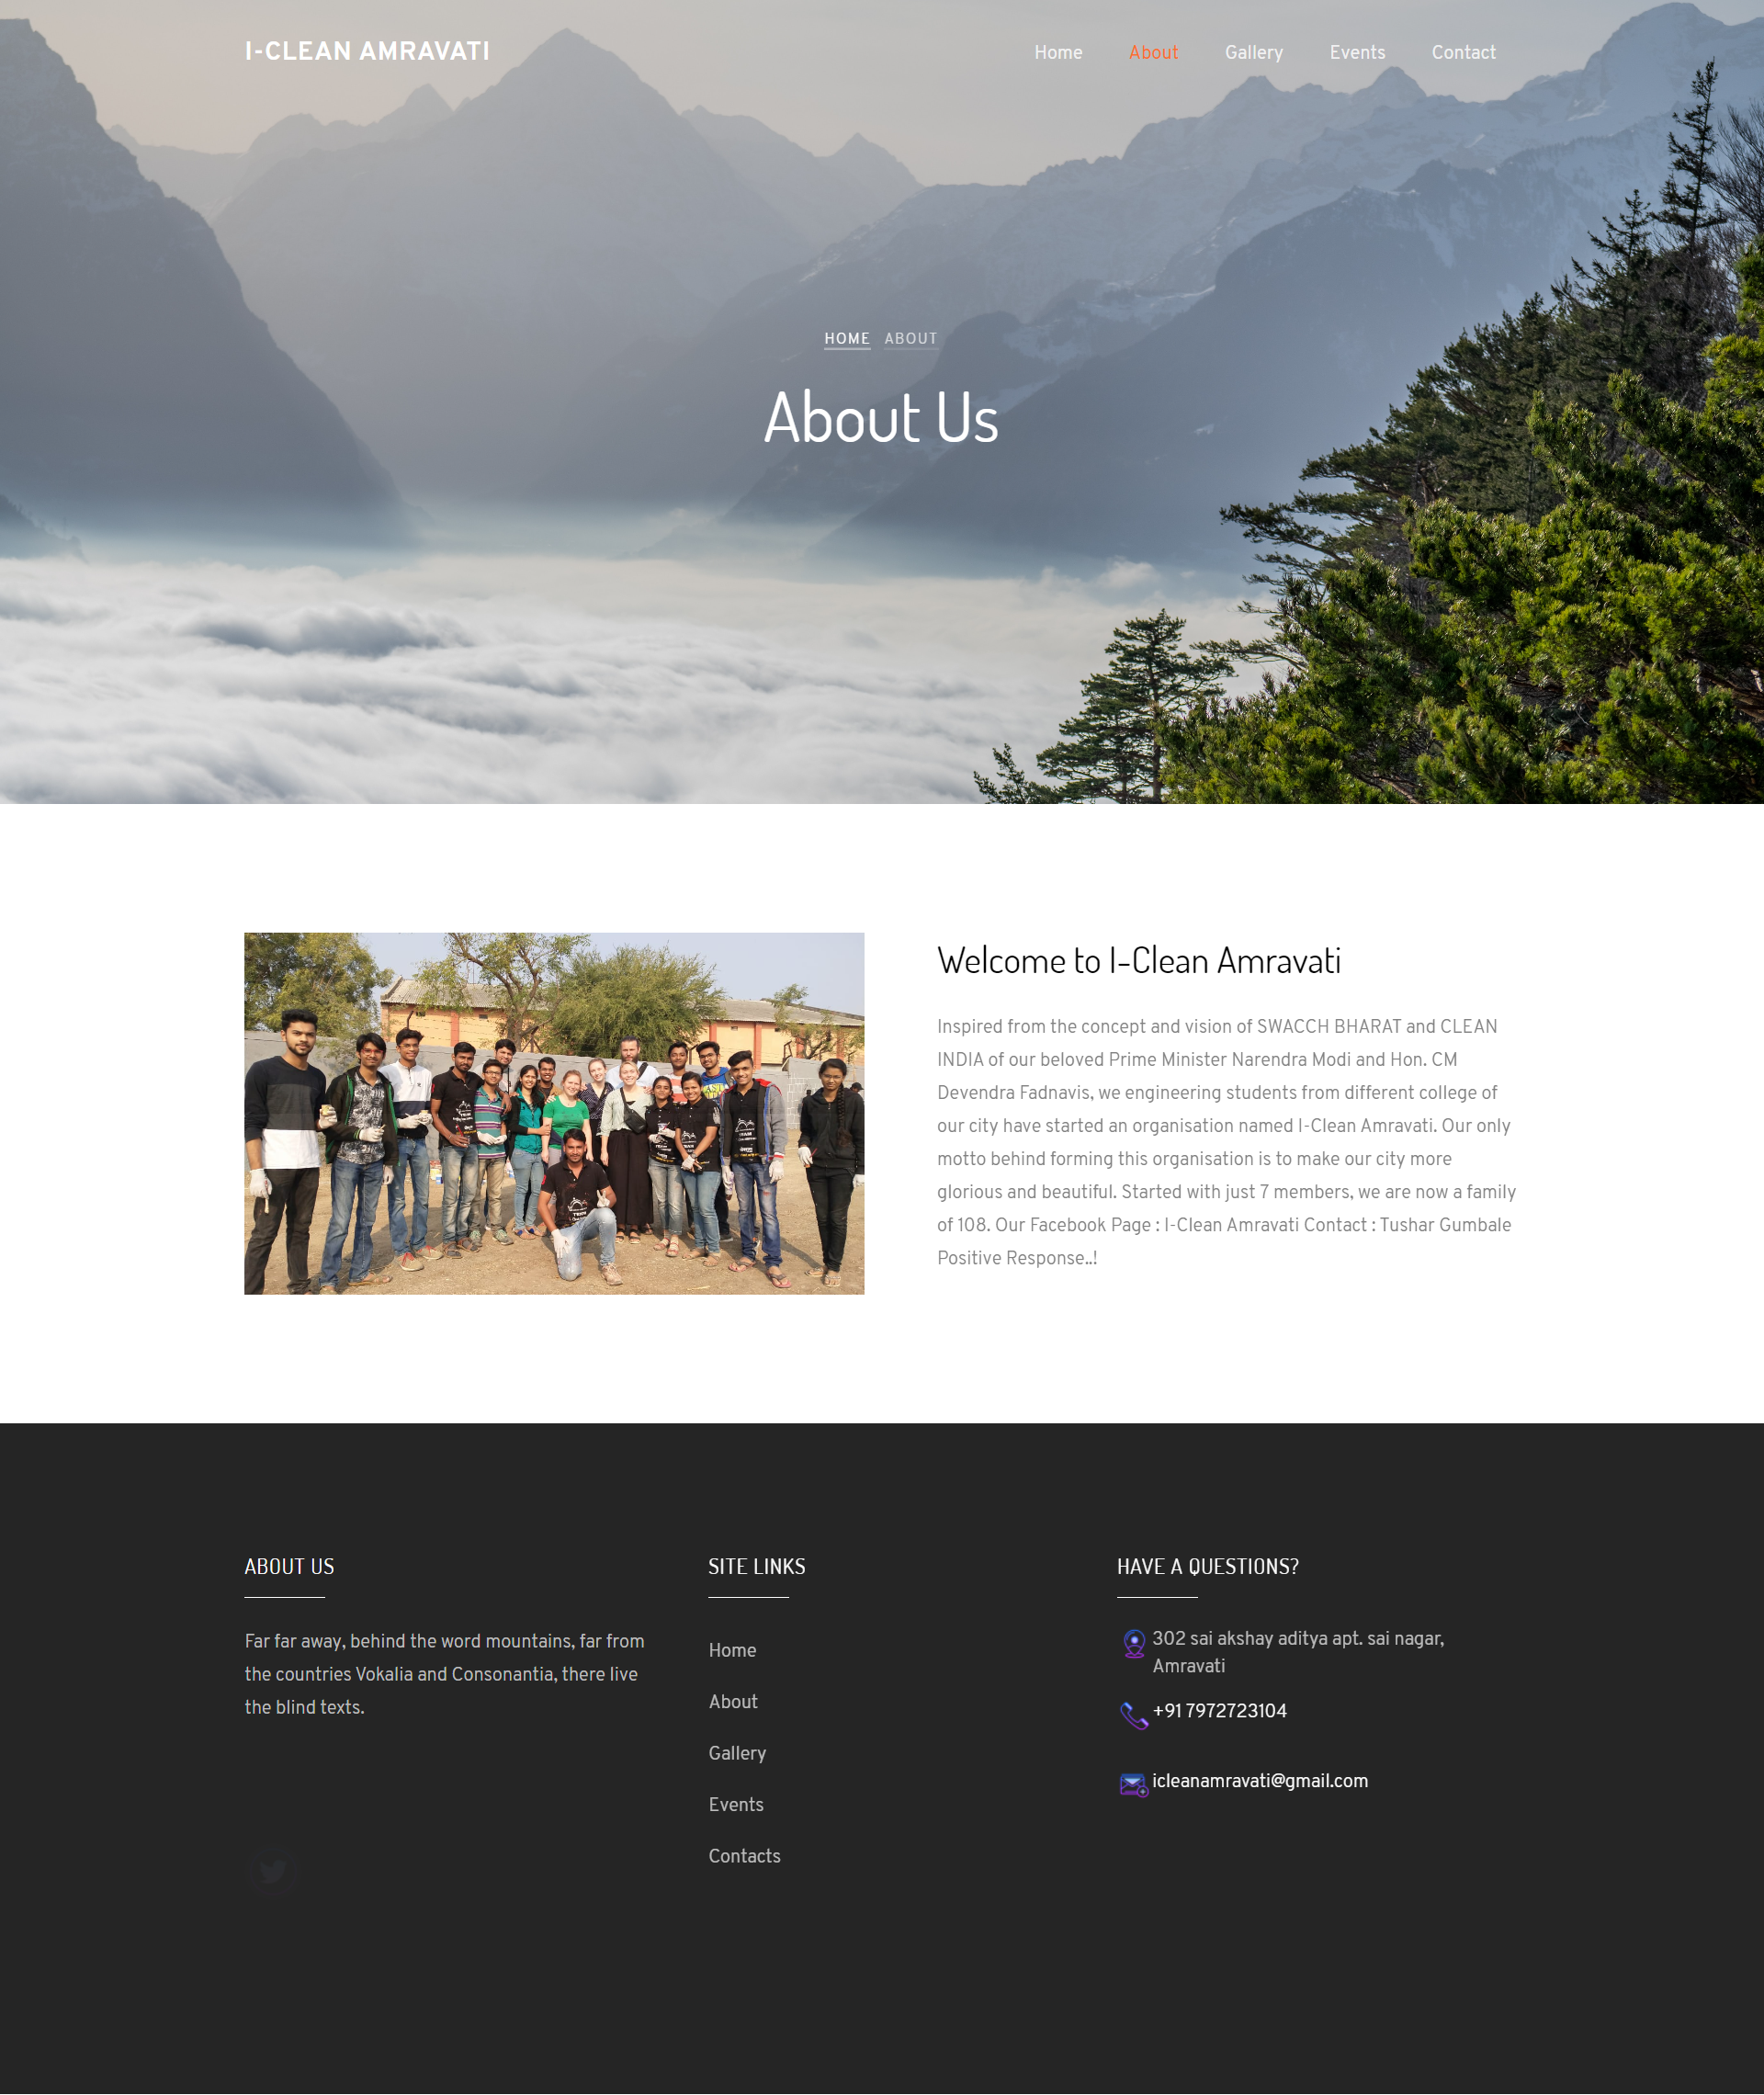 I-CLEAN AMRAVATI
Home About Gallery Events Contact
HOME ABOUT
About Us
Welcome to I-Clean Amravati
Inspired from the concept and vision of SWACCH BHARAT and CLEAN
INDIA of our beloved Prime Minister Narendra Modi and Hon. CM
Devendra Fadnavis, we engineering students from different college of
our city have started an organisation named I-Clean Amravati. Our only
motto behind forming this organisation is to make our city more
glorious and beautiful. Started with just 7 members, we are now a family
of 108. Our Facebook Page : I-Clean Amravati Contact : Tushar Gumbale
Positive Response..!
ABOUT US
Far far away, behind the word mountains, far from
the countries Vokalia and Consonantia, there live
the blind texts.
SITE LINKS
Home
About
Gallery
Events
Contacts
HAVE A QUESTIONS?
302 sai akshay aditya apt. sai nagar,
Amravati
+91 7972723104
icleanamravati@gmail.com